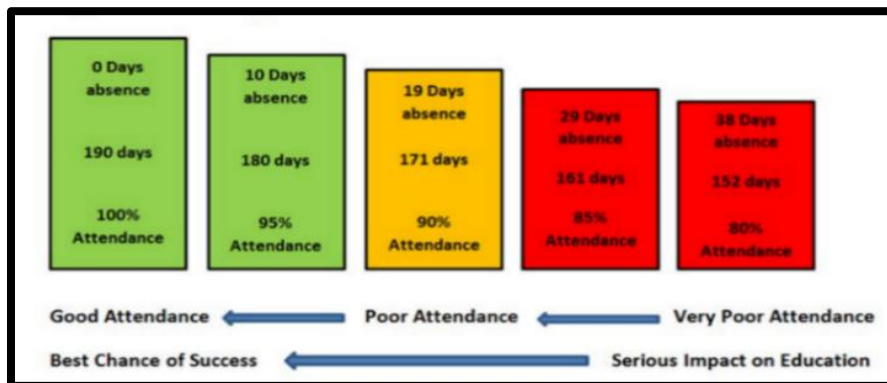 0 Days
absence
190 days
100%
Attendance
10 Days
absence
180 days
95%
Attendance
19 Days
absence
171 days
90%
Attendance
29 Days
absence
161 days
85%
Attendance
38 Days
absence
152 days
80%
Attendance
Good Attendance
Poor Attendance
Very Poor Attendance
Best Chance of Success
Serious Impact on Education